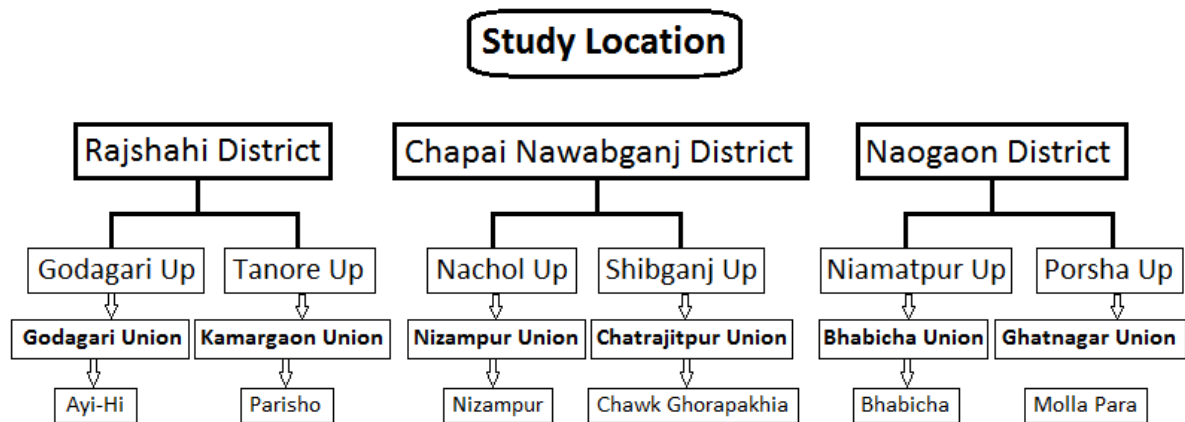 Study Location
Rajshahi District
Chapai Nawabganj District
Naogaon District
Godagari Up
Tanore Up
Nachol Up
Shibganj Up
Niamatpur Up
Porsha Up
Godagari Union
Kamargaon Union
Nizampur Union
Chatrajitpur Union
Bhabicha Union
Ghatnagar Union
Ayi-Hi
Parisho
Nizampur
Chawk Ghorapakhia
Bhabicha
Molla Para